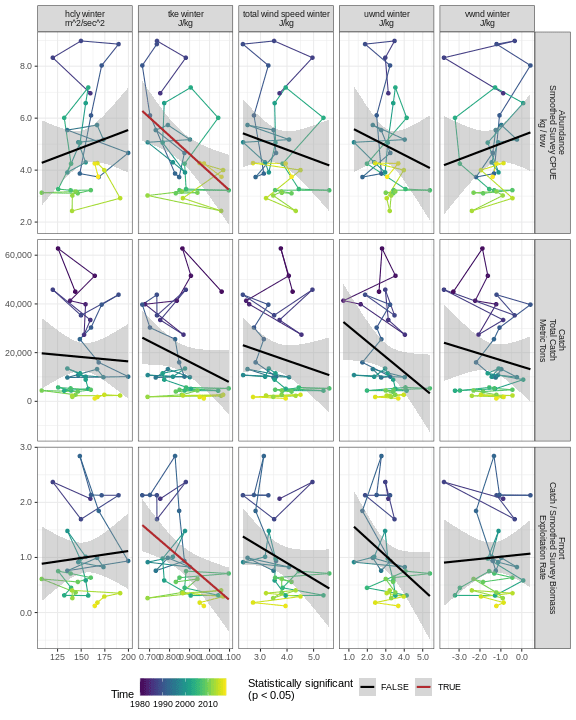 hdly winter
m^2/sec^2
tke winter
J/kg
total wind speed winter
J/kg
uwnd winter
J/kg
vwnd winter
J/kg
8.0
6.0
4.0
2.0
Abundance
Smoothed Survey CPUE
kg / tow
60,000
40,000
20,000
0
Catch
Total Catch
Metric Tons
3.0
2.0
1.0
0.0
Fmort
Catch / Smoothed Survey Biomass
Exploitation Rate
125 150 175 200
0.700 0.800 0.900 1.000 1.100
3.0 4.0 5.0
1.0 2.0 3.0 4.0 5.0
-3.0 -2.0 -1.0 0.0
Time
1980 1990 2000 2010
Statistically significant
(p < 0.05)
FALSE
TRUE